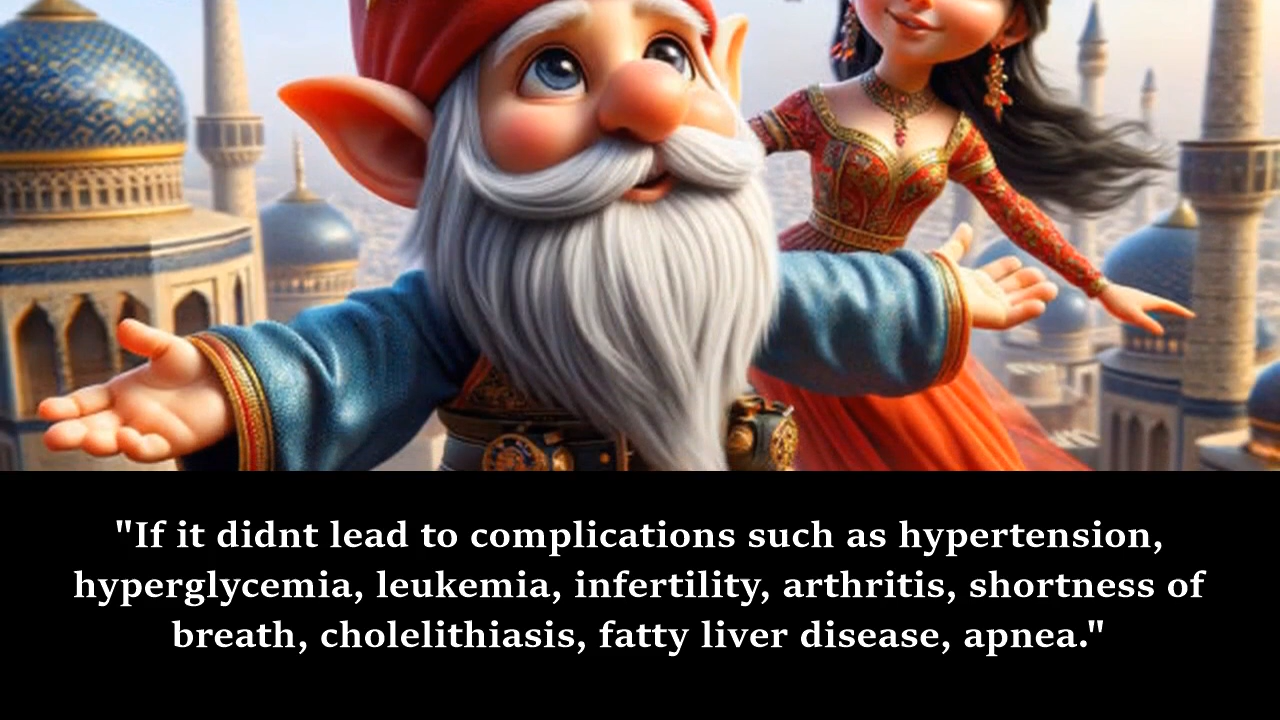 "If it didnt lead to complications such as hypertension,
hyperglycemia, leukemia, infertility, arthritis, shortness of
breath, cholelithiasis, fatty liver disease, apnea."